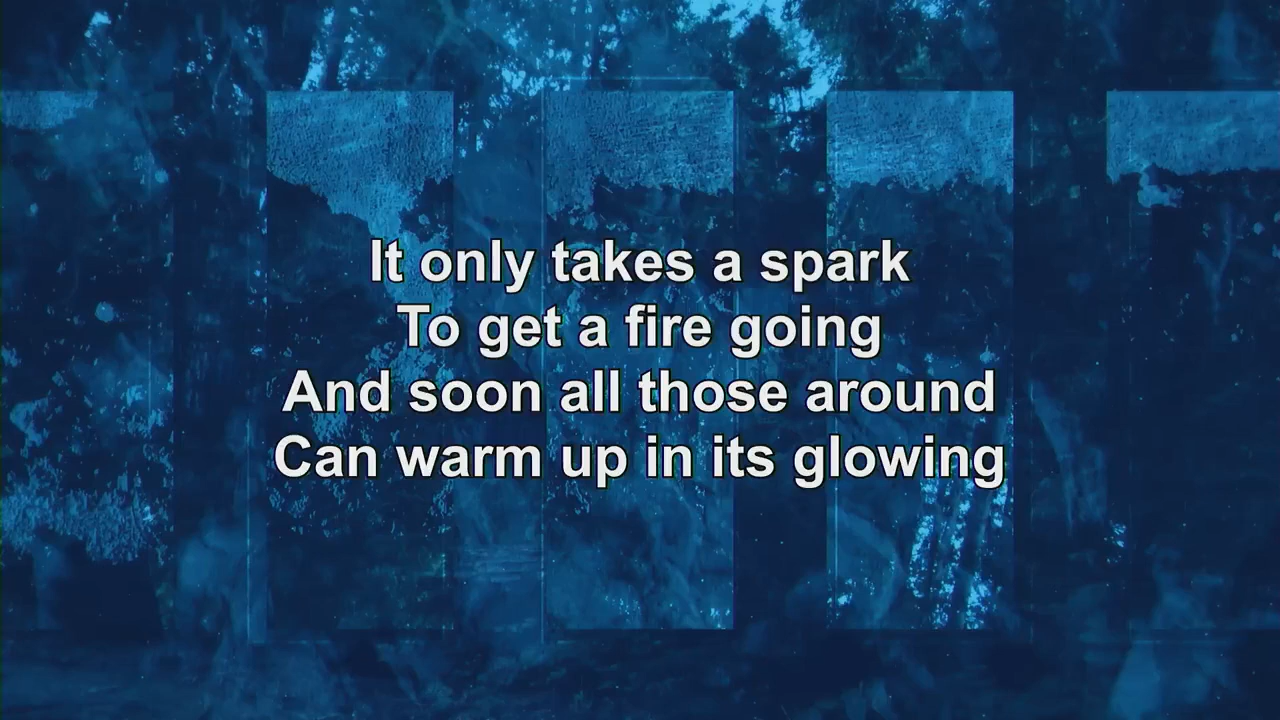 It only takes a spark
To get a fire going
And soon all those around
Can warm up in its glowing